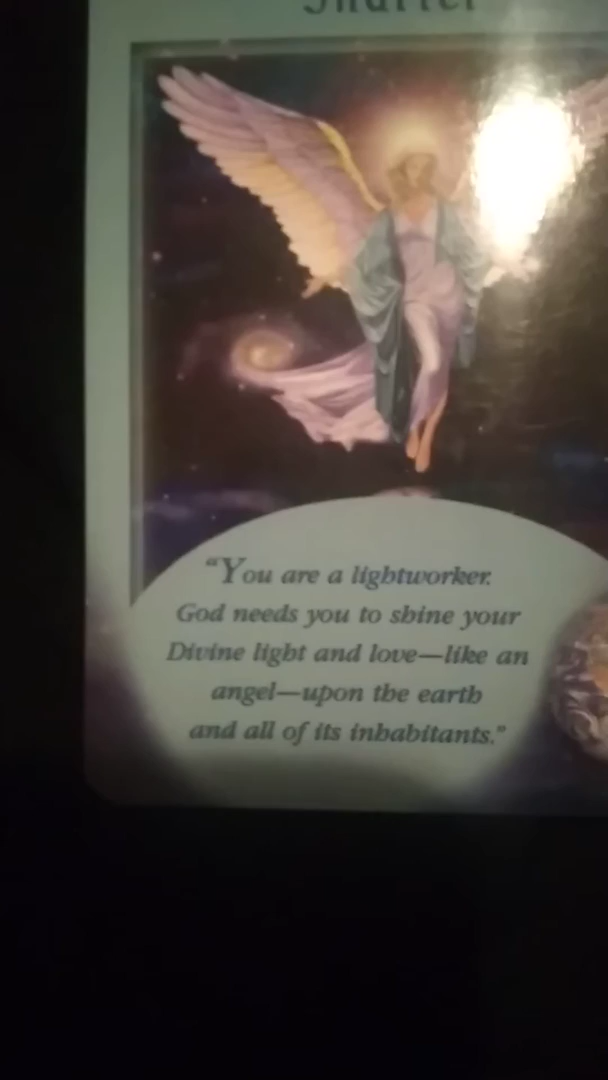 “You are a lightworker.
God needs you to shine your
Divine light and love—like an
angel—upon the earth
and all of its inhabitants.”